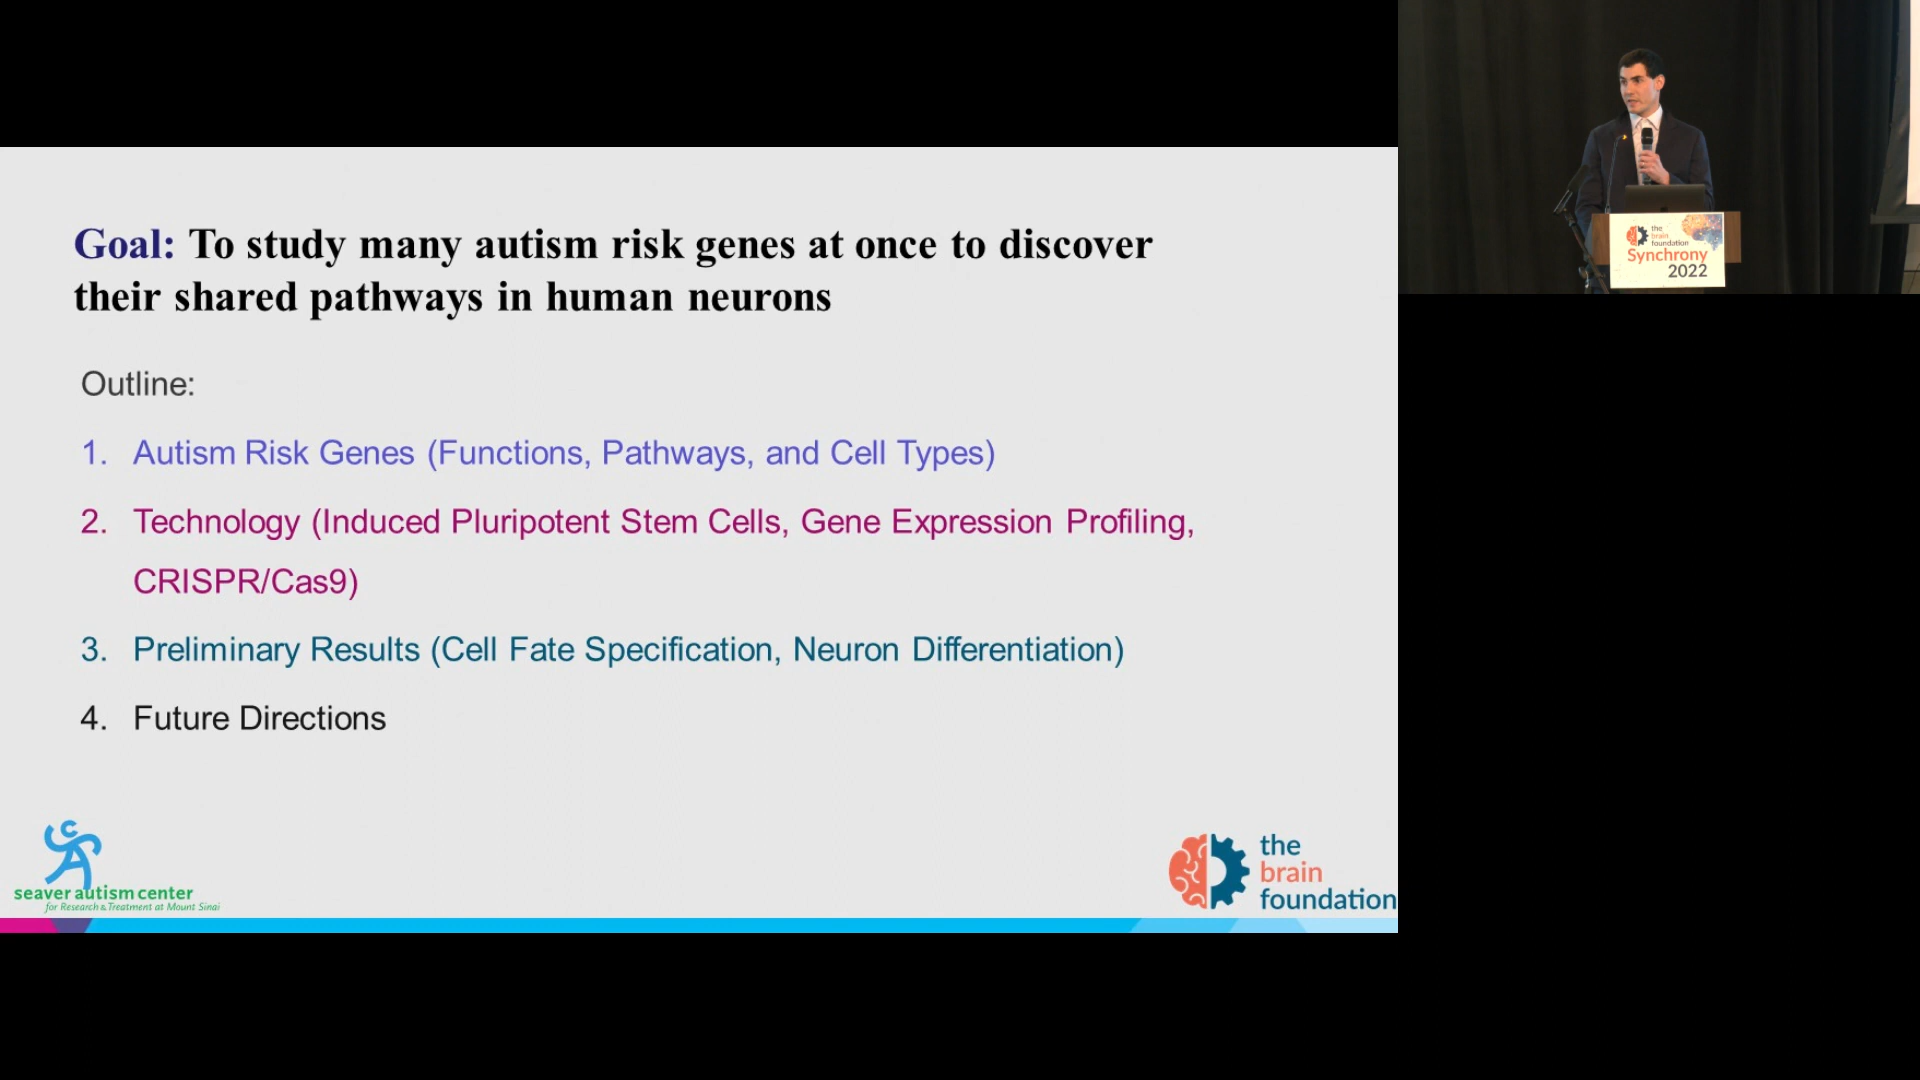 Goal: To study many autism risk genes at once to discover
their shared pathways in human neurons
Outline:
1. Autism Risk Genes (Functions, Pathways, and Cell Types)
2. Technology (Induced Pluripotent Stem Cells, Gene Expression Profiling,
CRISPR/Cas9)
3. Preliminary Results (Cell Fate Specification, Neuron Differentiation)
4. Future Directions
seaver autism center
for Research & Treatment at Mount Sinai
the
brain
foundation
the
brain
foundation
Synchrony
2022